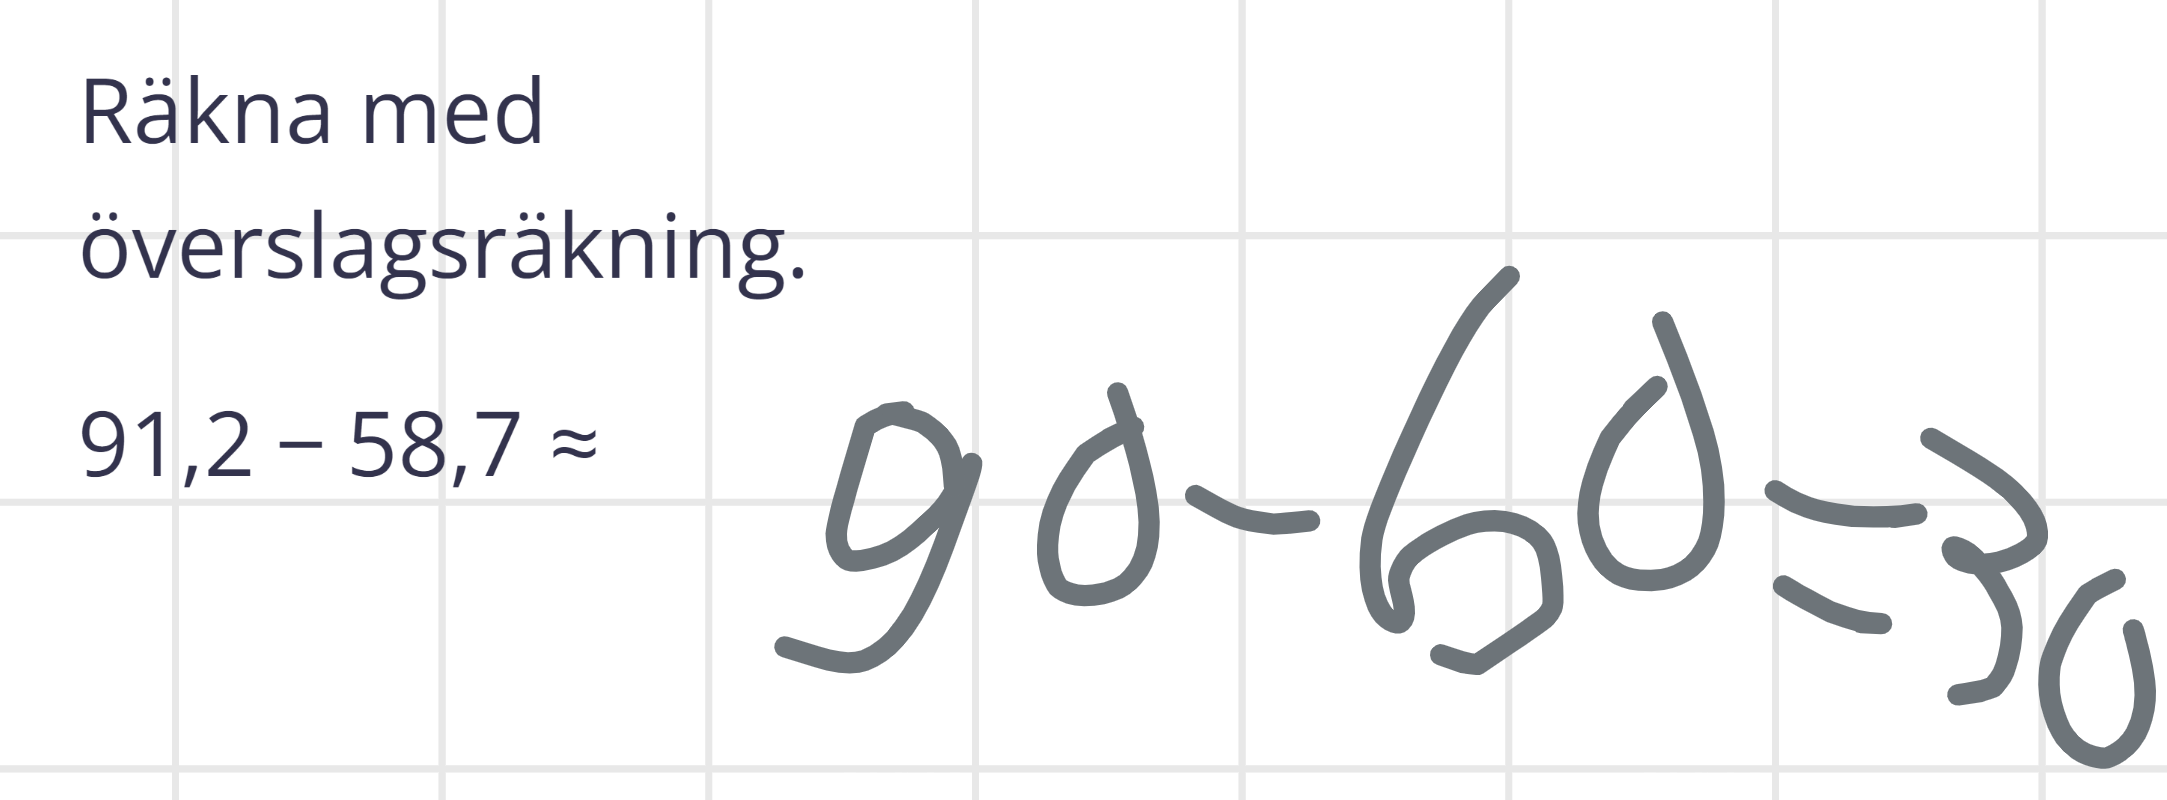 Räkna med
överslagsräkning.
91,2 − 58,7 ≈ 90-60=30